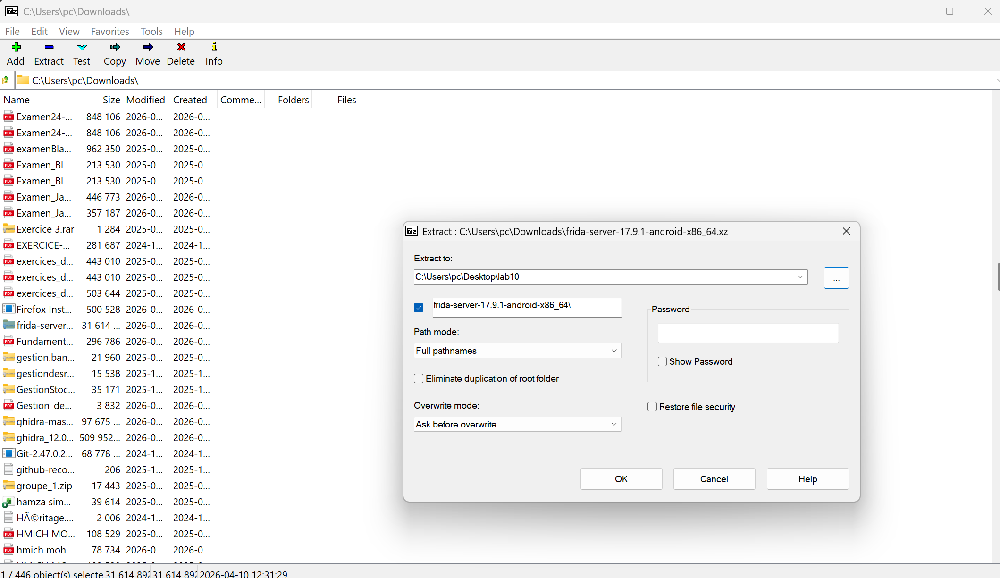 C:\Users\pc\Downloads\
File Edit View Favorites Tools Help
Add Extract Test Copy Move Delete Info
C:\Users\pc\Downloads\
Name Size Modified Created Comme... Folders Files
Examen24-... 848 106 2026-0... 2026-0...
Examen24-... 848 106 2026-0... 2026-0...
examenBla... 962 350 2025-0... 2025-0...
Examen_Bl... 213 530 2025-0... 2025-0...
Examen_Bl... 213 530 2025-0... 2025-0...
Examen_Ja... 446 773 2026-0... 2026-0...
Examen_Ja... 357 187 2026-0... 2026-0...
Exercice 3.rar 1 284 2025-0... 2025-0...
EXERCICE-... 281 687 2024-1... 2024-1...
exercices_d... 443 010 2025-0... 2025-0...
exercices_d... 443 010 2025-0... 2025-0...
exercices_d... 503 644 2025-0... 2025-0...
Firefox Inst... 500 528 2026-0... 2026-0...
frida-server... 31 614 ... 2026-0... 2026-0...
Fundament... 296 786 2026-0... 2026-0...
gestion.ban... 21 960 2025-0... 2025-0...
gestiondesr... 15 538 2025-1... 2025-1...
GestionStoc... 35 171 2025-1... 2025-1...
Gestion_de... 3 832 2026-0... 2026-0...
ghidra-mas... 97 675 ... 2026-0... 2026-0...
ghidra_12.0... 509 952... 2026-0... 2026-0...
Git-2.47.0.2... 68 778 ... 2024-1... 2024-1...
github-reco... 206 2025-1... 2025-1...
groupe_1.zip 17 443 2025-0... 2025-0...
hamza sim... 39 614 2025-0... 2025-0...
HÃ©ritage.... 2 006 2024-1... 2024-1...
HMICH MO... 108 529 2025-0... 2025-0...
hmich moh... 78 734 2026-0... 2026-0...
1 / 446 object(s) selecte 31 614 892 31 614 892 2026-04-10 12:31:29
Extract : C:\Users\pc\Downloads\frida-server-17.9.1-android-x86_64.xz
Extract to:
C:\Users\pc\Desktop\lab10
...
frida-server-17.9.1-android-x86_64\
Password
Path mode:
Full pathnames
Show Password
Eliminate duplication of root folder
Overwrite mode:
Restore file security
Ask before overwrite
OK Cancel Help